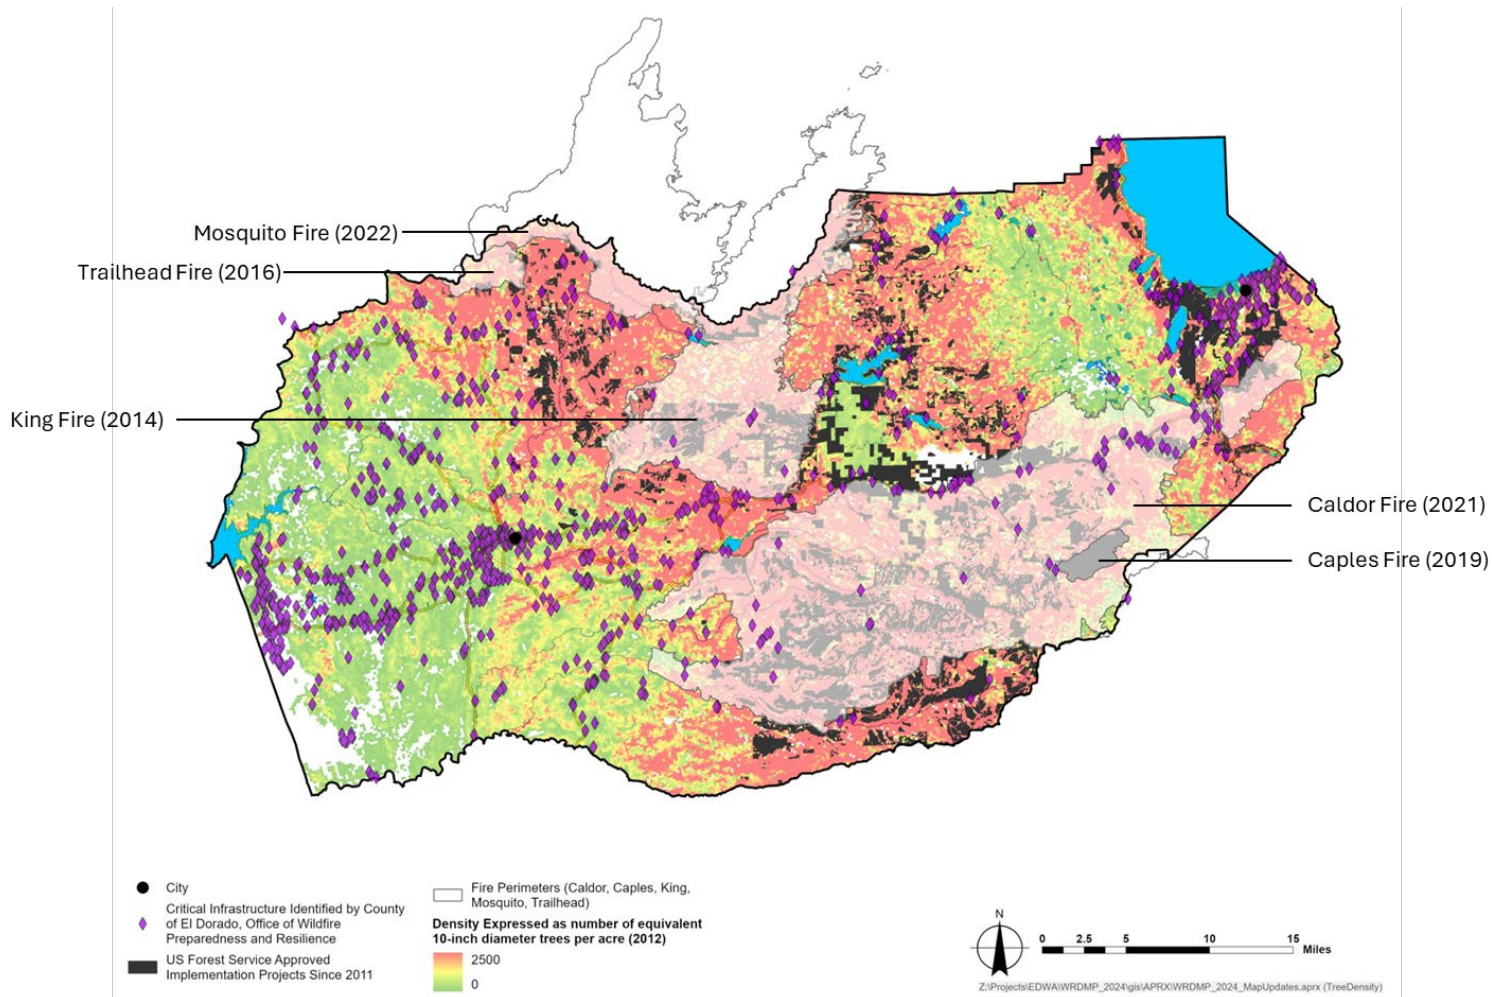 Mosquito Fire (2022)
Trailhead Fire (2016)
King Fire (2014)
Caldor Fire (2021)
Caples Fire (2019)
City
Critical Infrastructure Identified by County
of El Dorado, Office of Wildfire
Preparedness and Resilience
US Forest Service Approved
Implementation Projects Since 2011
Fire Perimeters (Caldor, Caples, King,
Mosquito, Trailhead)
Density Expressed as number of equivalent
10-inch diameter trees per acre (2012)
2500
0
N
0 2.5 5 10 15
Miles
Z:\Projects\EDWA\WRDMP_2024\gis\APRX\WRDMP_2024_MapUpdates.aprx (TreeDensity)